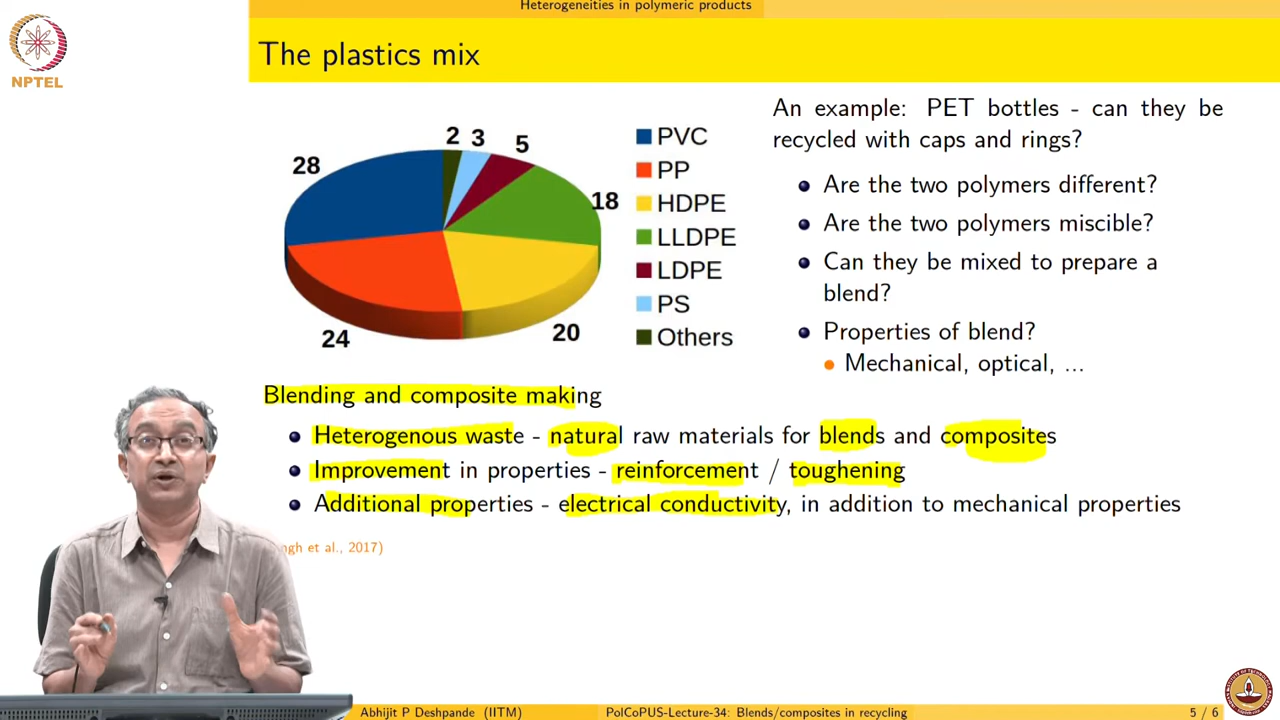 Heterogeneities in polymeric products
NPTEL
The plastics mix
2 3 5
28
18
24
20
PVC
PP
HDPE
LLDPE
LDPE
PS
Others
An example: PET bottles - can they be
recycled with caps and rings?
Are the two polymers different?
Are the two polymers miscible?
Can they be mixed to prepare a
blend?
Properties of blend?
Mechanical, optical, ...
Blending and composite making
Heterogenous waste - natural raw materials for blends and composites
Improvement in properties - reinforcement / toughening
Additional properties - electrical conductivity, in addition to mechanical properties
et al., 2017)
Abhijit P Deshpande (IITM) PolCoPUS-Lecture-34: Blends/composites in recycling 5 / 6